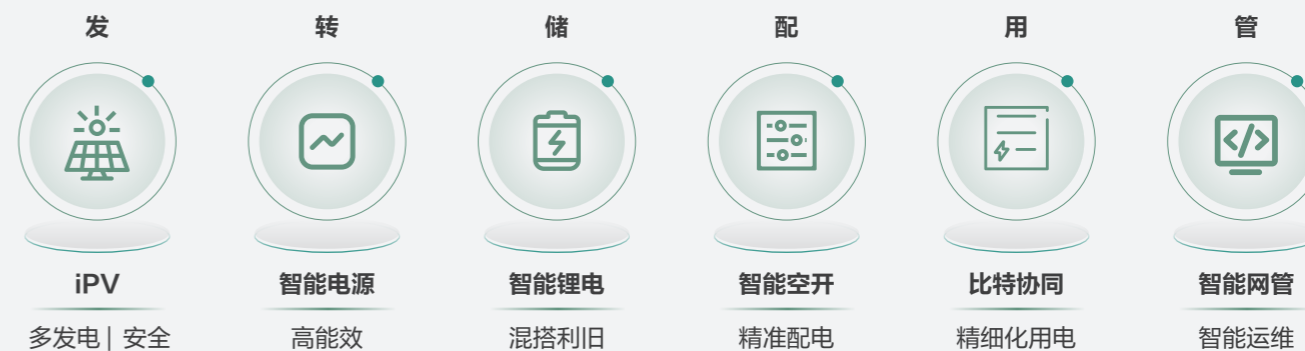 发 转 储 配 用 管
iPV 智能电源 智能锂电 智能空开 比特协同 智能网管
多发电 | 安全 高能效 混搭利旧 精准配电 精细化用电 智能运维